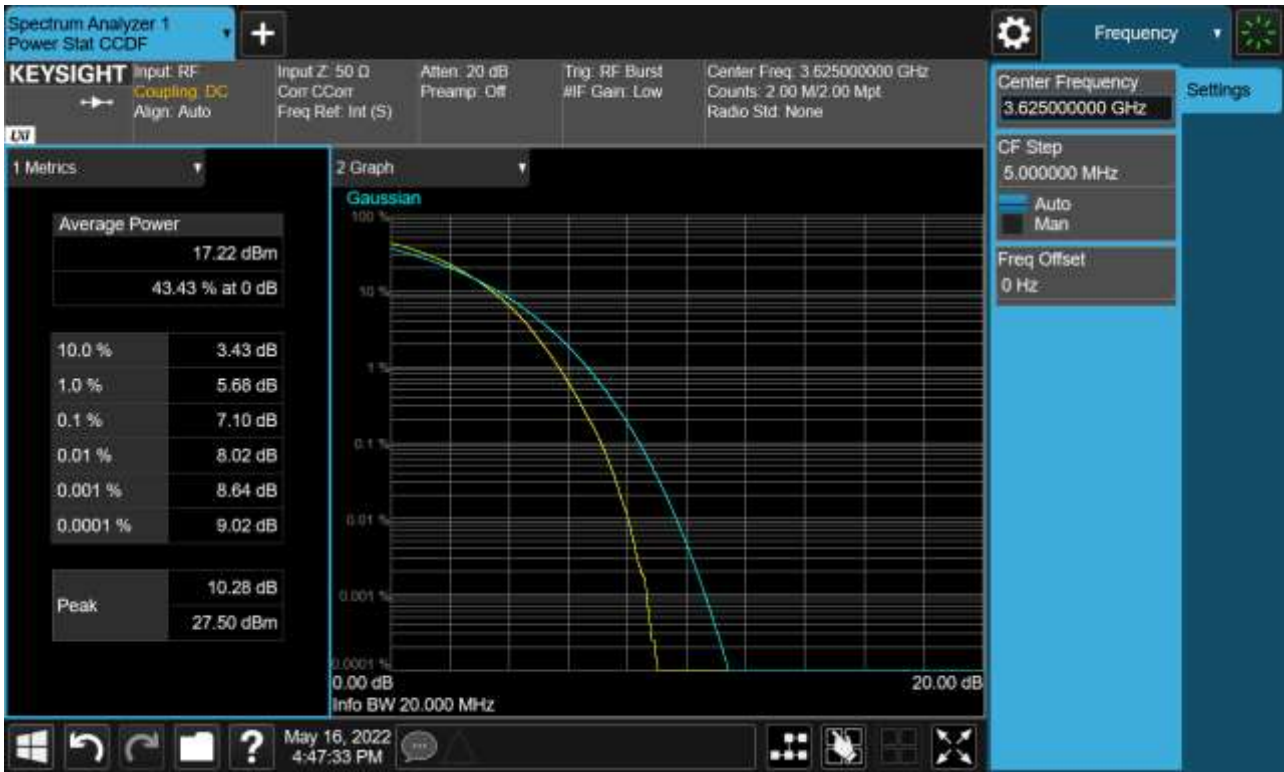 Spectrum Analyzer 1
Power Stat CCDF
+
Frequency
KEYSIGHT
Input: RF
Coupling: DC
Align: Auto
Input Z: 50 Ω
Corr CCorr
Freq Ref: Int (S)
Atten: 20 dB
Preamp: Off
Trig: RF Burst
#IF Gain: Low
Center Freq: 3.625000000 GHz
Counts: 2.00 M/2.00 Mpt
Radio Std: None
LXI
Center Frequency
3.625000000 GHz
Settings
CF Step
5.000000 MHz
Auto
Man
Freq Offset
0 Hz
1 Metrics
Average Power
17.22 dBm
43.43 % at 0 dB
10.0 % 3.43 dB
1.0 % 5.68 dB
0.1 % 7.10 dB
0.01 % 8.02 dB
0.001 % 8.64 dB
0.0001 % 9.02 dB
Peak
10.28 dB
27.50 dBm
2 Graph
Gaussian
100 %
10 %
1 %
0.1 %
0.01 %
0.001 %
0.0001 %
0.00 dB 20.00 dB
Info BW 20.000 MHz
?
May 16, 2022
4:47:33 PM